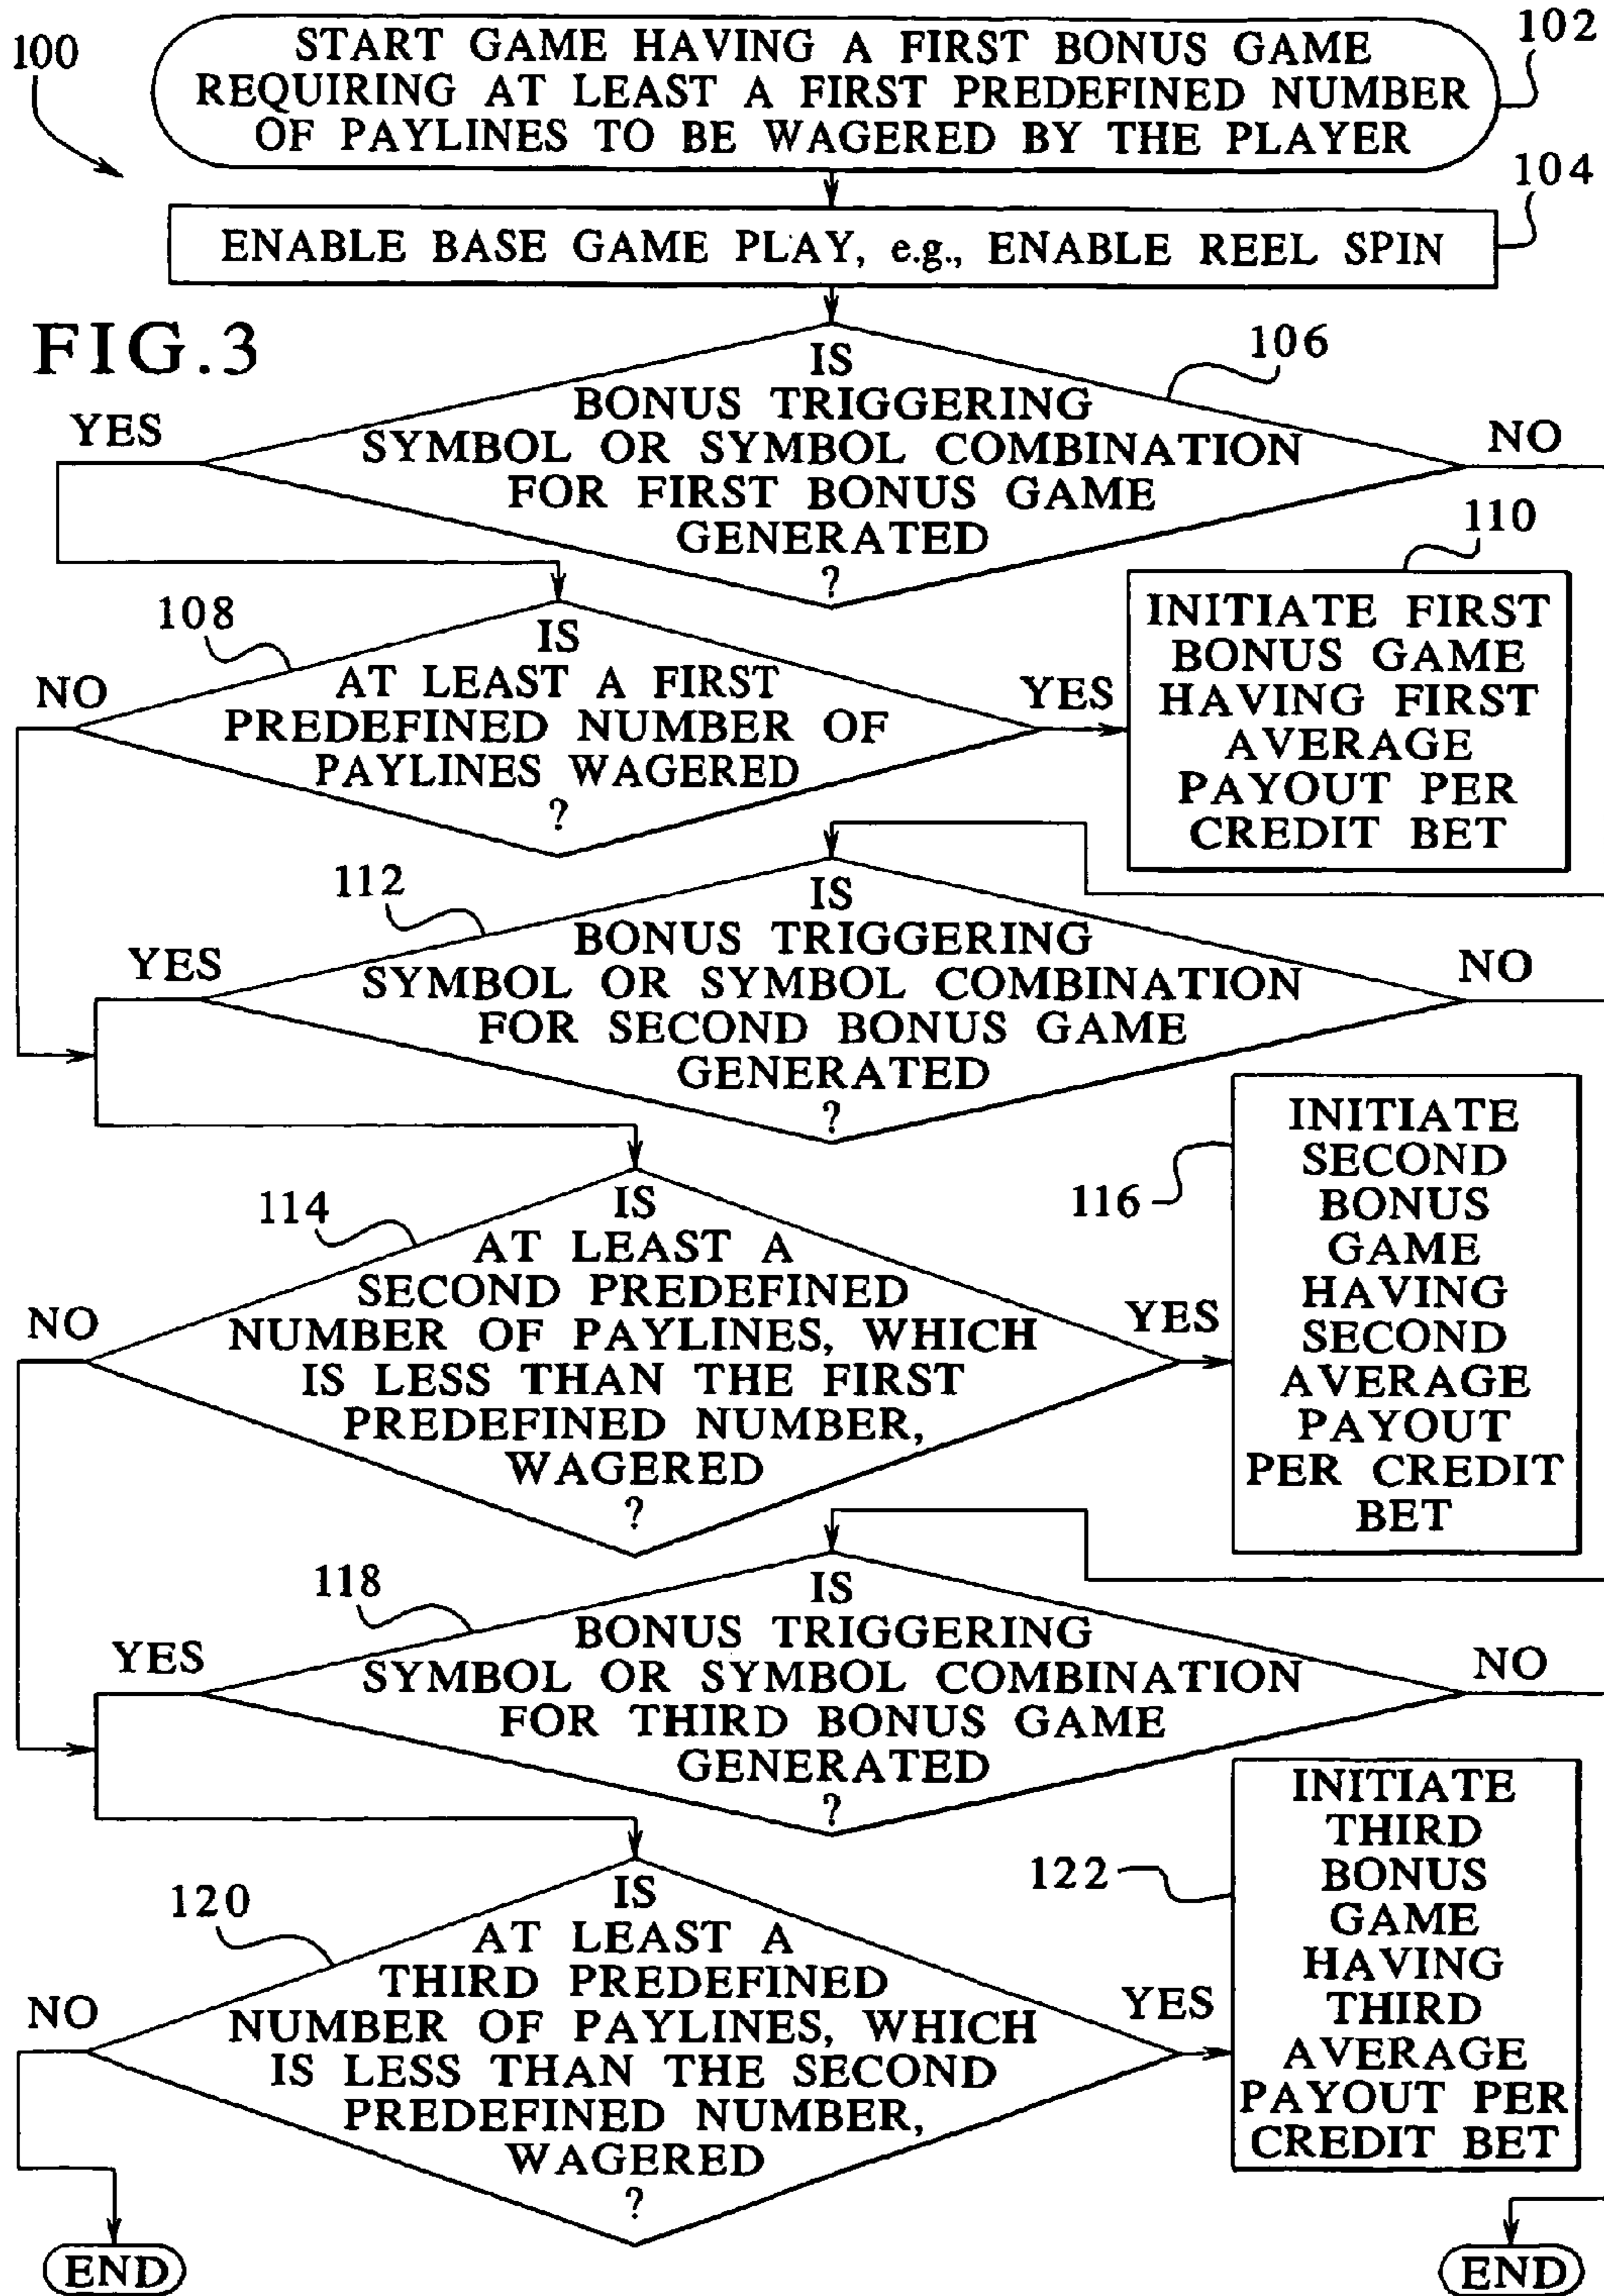 100
START GAME HAVING A FIRST BONUS GAME
REQUIRING AT LEAST A FIRST PREDEFINED NUMBER
OF PAYLINES TO BE WAGERED BY THE PLAYER
102
104
ENABLE BASE GAME PLAY, e.g., ENABLE REEL SPIN
FIG.3
106
IS
BONUS TRIGGERING
SYMBOL OR SYMBOL COMBINATION
FOR FIRST BONUS GAME
GENERATED
?
YES
NO
108
IS
AT LEAST A FIRST
PREDEFINED NUMBER OF
PAYLINES WAGERED
?
NO
YES
110
INITIATE FIRST
BONUS GAME
HAVING FIRST
AVERAGE
PAYOUT PER
CREDIT BET
112
IS
BONUS TRIGGERING
SYMBOL OR SYMBOL COMBINATION
FOR SECOND BONUS GAME
GENERATED
?
YES
NO
114
IS
AT LEAST A
SECOND PREDEFINED
NUMBER OF PAYLINES, WHICH
IS LESS THAN THE FIRST
PREDEFINED NUMBER,
WAGERED
?
NO
YES
116
INITIATE
SECOND
BONUS
GAME
HAVING
SECOND
AVERAGE
PAYOUT
PER CREDIT
BET
118
IS
BONUS TRIGGERING
SYMBOL OR SYMBOL COMBINATION
FOR THIRD BONUS GAME
GENERATED
?
YES
NO
120
IS
AT LEAST A
THIRD PREDEFINED
NUMBER OF PAYLINES, WHICH
IS LESS THAN THE SECOND
PREDEFINED NUMBER,
WAGERED
?
NO
YES
122
INITIATE
THIRD
BONUS
GAME
HAVING
THIRD
AVERAGE
PAYOUT PER
CREDIT BET
END
END